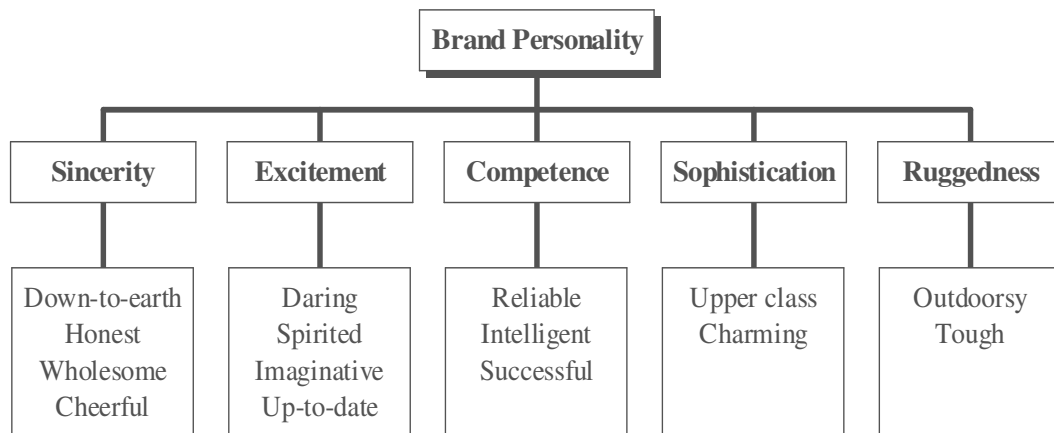 Brand Personality
Sincerity
Excitement
Competence
Sophistication
Ruggedness
Down-to-earth
Honest
Wholesome
Cheerful
Daring
Spirited
Imaginative
Up-to-date
Reliable
Intelligent
Successful
Upper class
Charming
Outdoorsy
Tough